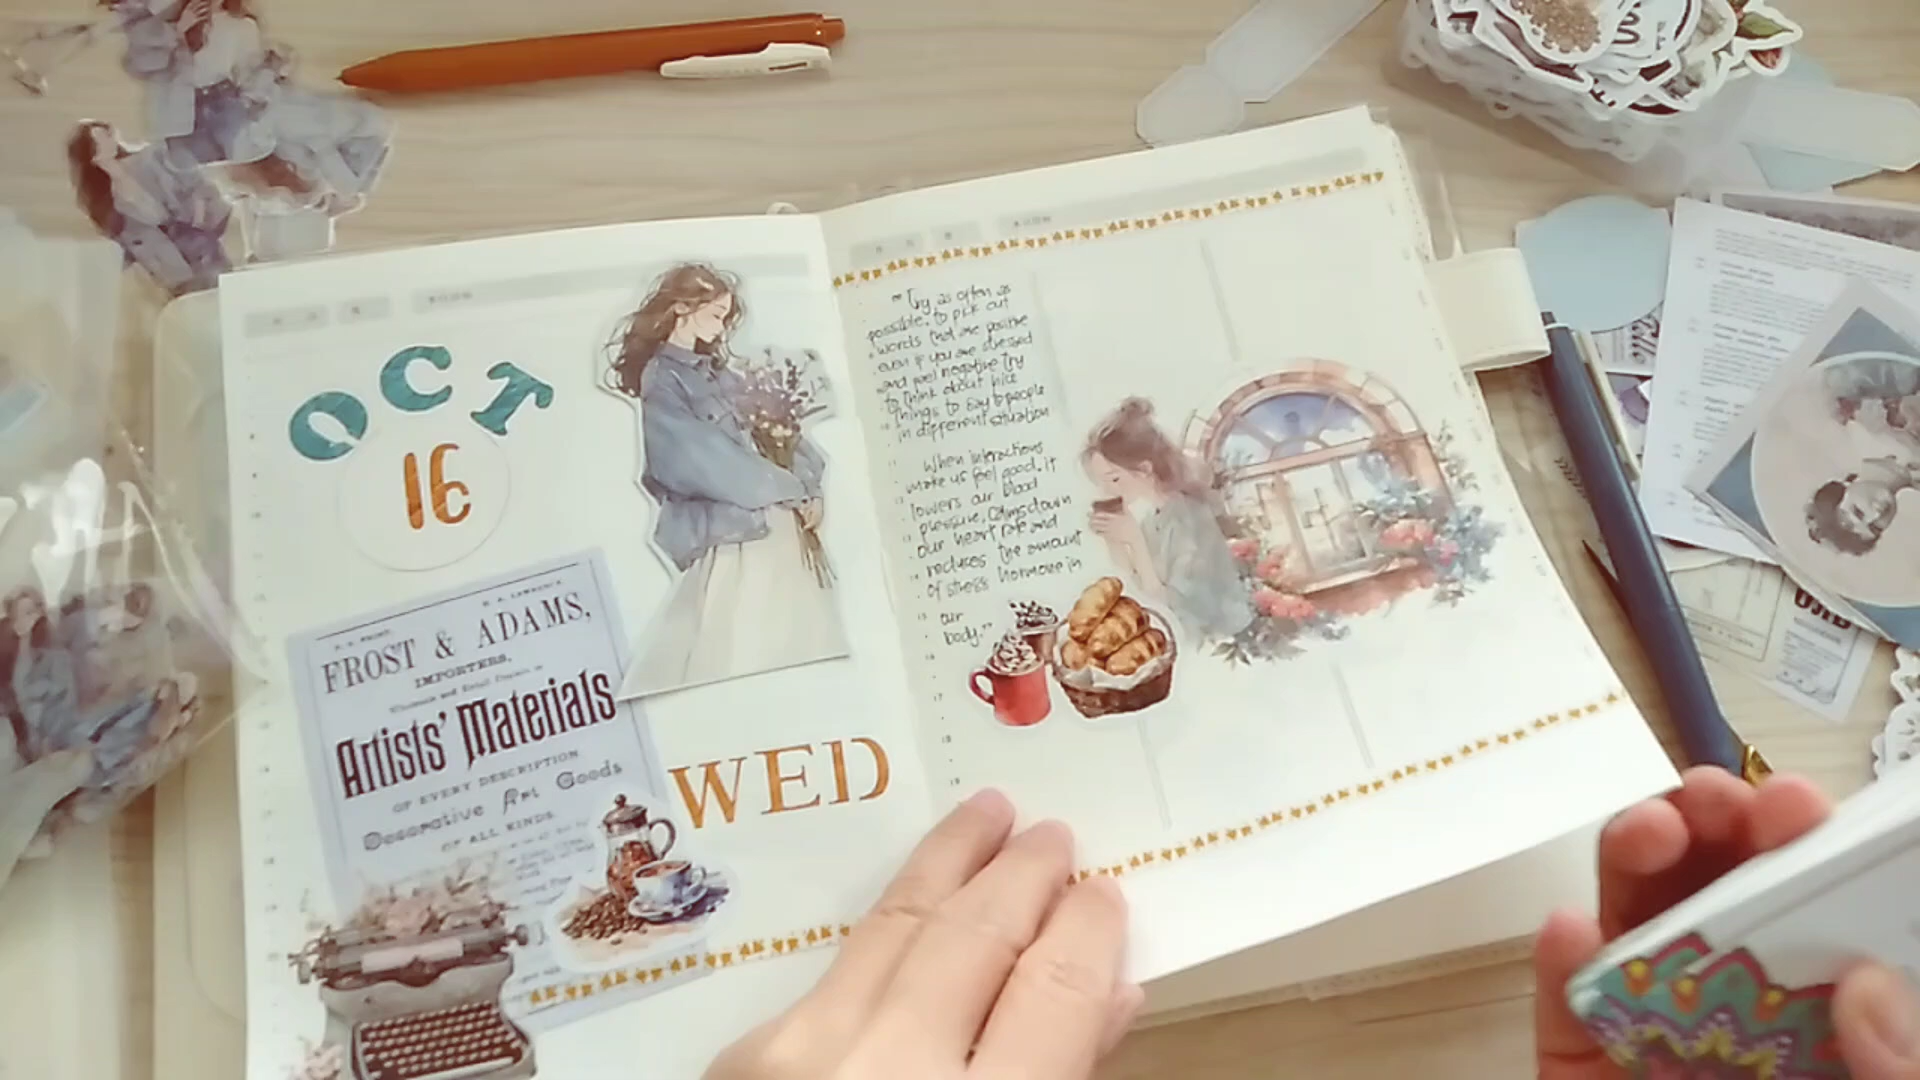 OCT
16
FROST & ADAMS,
IMPORTERS,
Artists' Materials
OF EVERY DESCRIPTION
Decorative Art Goods
OF ALL KINDS.
WED
"Try as often as
possible, to pick out
words that are positive
even if you are stressed
and feel negative Try
to think about nice
things to say to people
in different situation
When interactions
make us feel good, it
lowers our blood
pressure, calms down
our heart rate and
reduces the amount
of stress hormone in
our
body."